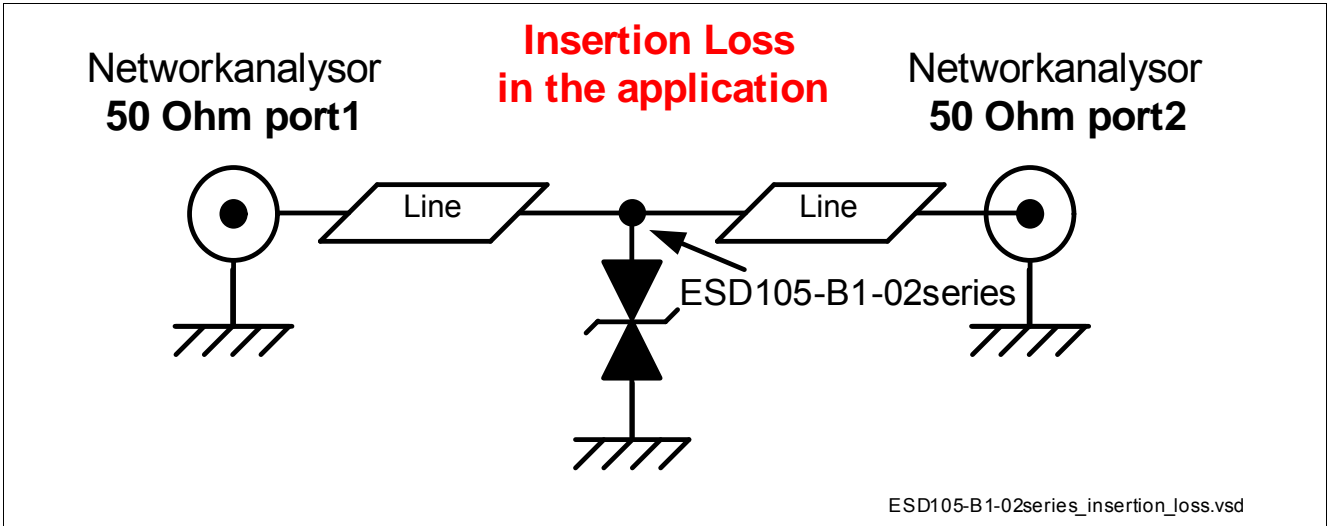 Insertion Loss
in the application
Networkanalysor
50 Ohm port1
Networkanalysor
50 Ohm port2
Line
Line
ESD105-B1-02series
ESD105-B1-02series_insertion_loss.vsd